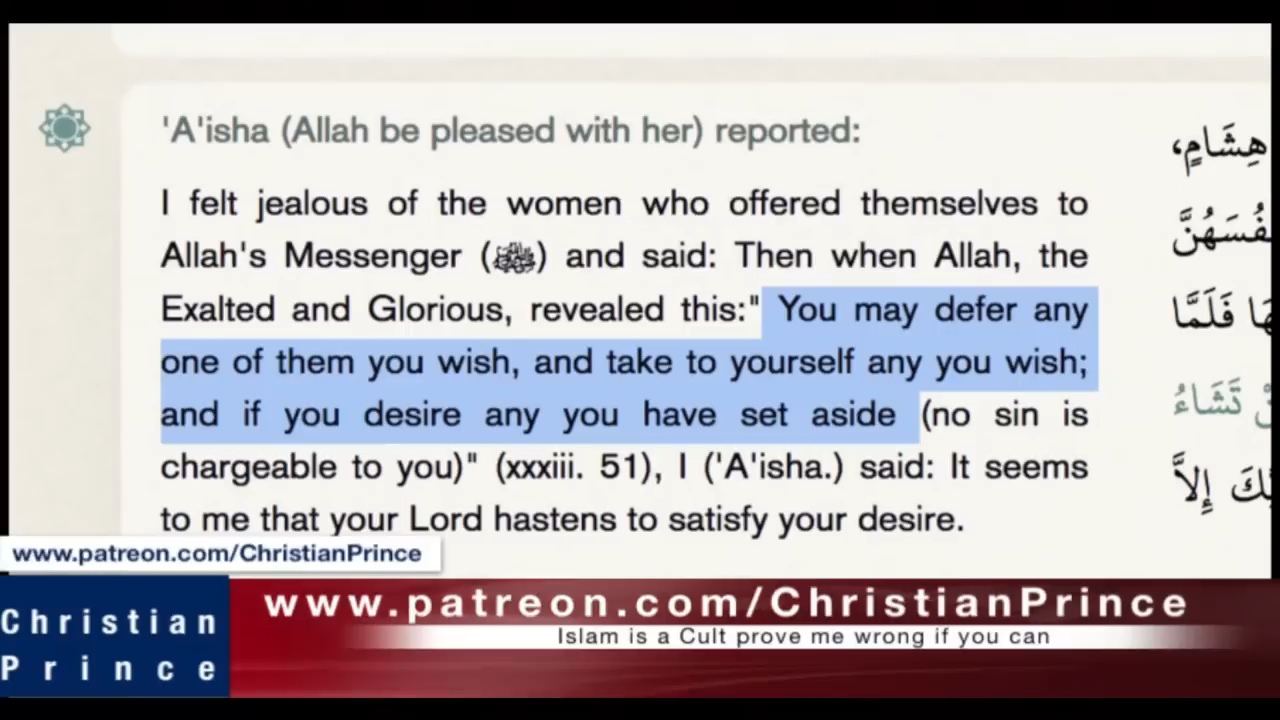 'A'isha (Allah be pleased with her) reported:
I felt jealous of the women who offered themselves to
Allah's Messenger (ﷺ) and said: Then when Allah, the
Exalted and Glorious, revealed this:" You may defer any
one of them you wish, and take to yourself any you wish;
and if you desire any you have set aside (no sin is
chargeable to you)" (xxxiii. 51), I ('A'isha.) said: It seems
to me that your Lord hastens to satisfy your desire.
هِشَامٍ،
فُسَهُنَّ
هَا فَلَمَّا
نْ تَشَاءُ
بَّكَ إِلاَّ
www.patreon.com/ChristianPrince
Christian
Prince
www.patreon.com/ChristianPrince
Islam is a Cult prove me wrong if you can